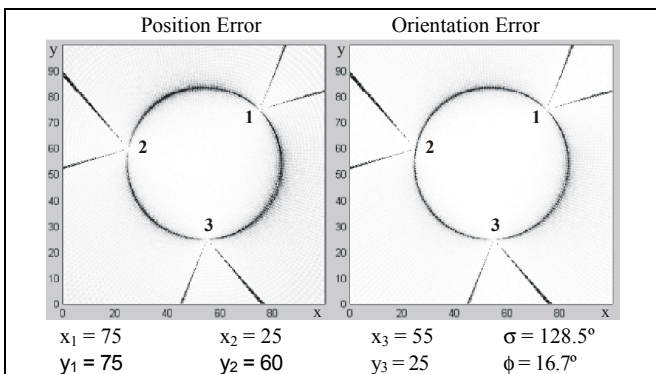 Position Error Orientation Error
y y
90 90
80 80
70 70
60 60
50 50
40 40
30 30
20 20
10 10
0 0
1 1
2 2
3 3
0 20 40 60 80 x 0 20 40 60 80 x
x₁ = 75 x₂ = 25 x₃ = 55 σ = 128.5º
y₁ = 75 y₂ = 60 y₃ = 25 ϕ = 16.7º